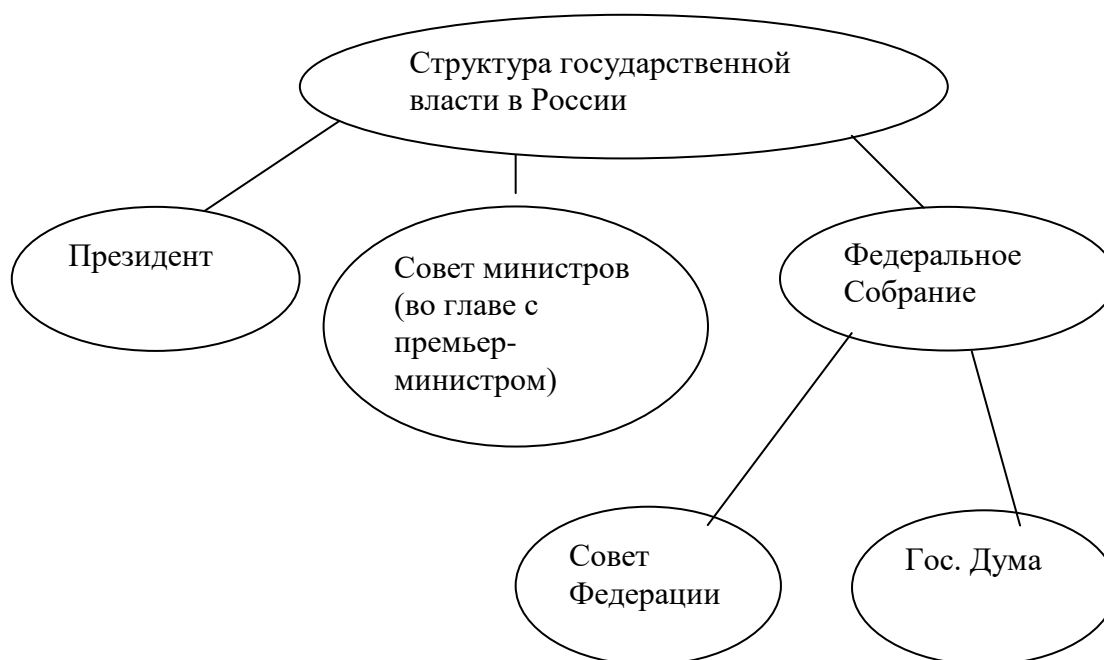 Структура государственной
власти в России
Президент
Совет министров
(во главе с
премьер-
министром)
Федеральное
Собрание
Совет
Федерации
Гос. Дума